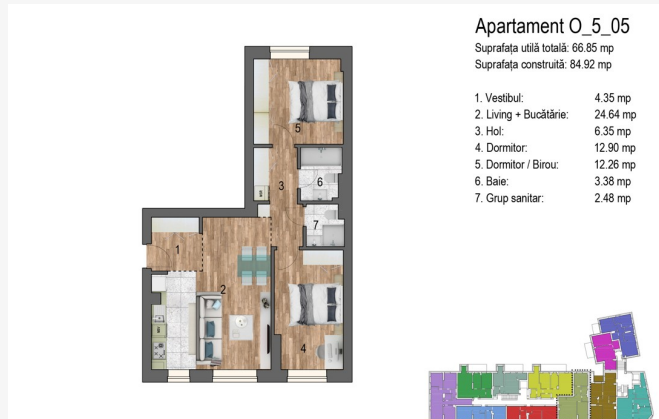 Apartament O_5_05
Suprafața utilă totală: 66.85 mp
Suprafața construită: 84.92 mp
1. Vestibul: 4.35 mp
2. Living + Bucătărie: 24.64 mp
3. Hol: 6.35 mp
4. Dormitor: 12.90 mp
5. Dormitor / Birou: 12.26 mp
6. Baie: 3.38 mp
7. Grup sanitar: 2.48 mp
5
3
6
7
1
2
4